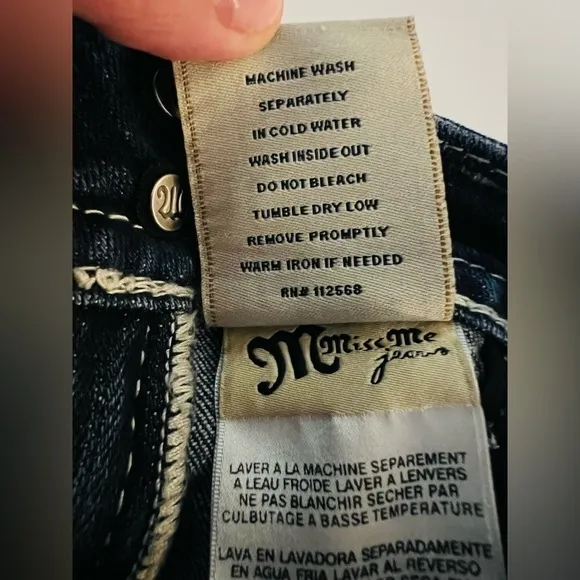 MACHINE WASH
SEPARATELY
IN COLD WATER
WASH INSIDE OUT
DO NOT BLEACH
TUMBLE DRY LOW
REMOVE PROMPTLY
WARM IRON IF NEEDED
RN# 112568
M Miss Me
jeans
LAVER A LA MACHINE SEPAREMENT
A LEAU FROIDE LAVER A LENVERS
NE PAS BLANCHIR SECHER PAR
CULBUTAGE A BASSE TEMPERATURE
LAVA EN LAVADORA SEPARADAMENTE
EN AGUA FRIA LAVAR AL REVERSO